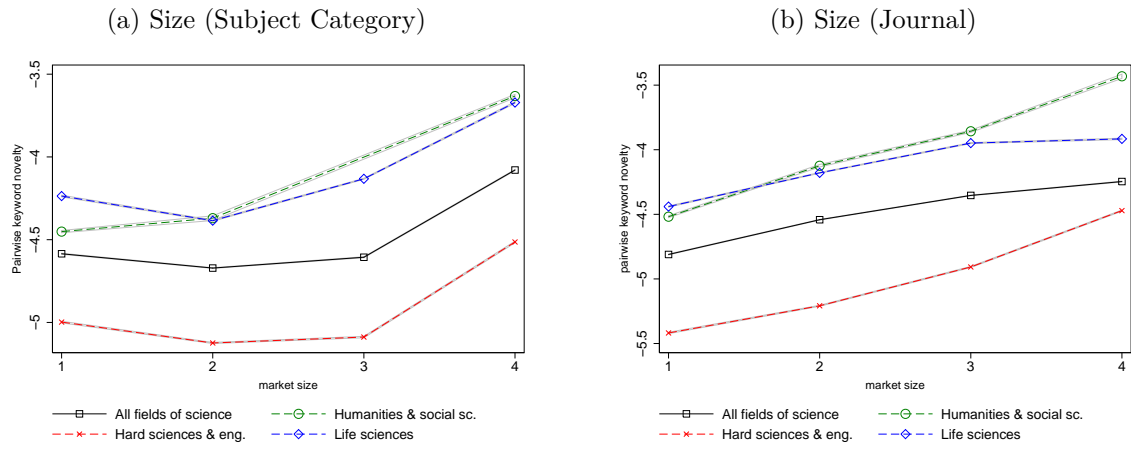 (a) Size (Subject Category)
Pairwise keyword novelty
−3.5
−4
−4.5
−5
1 2 3 4
market size
All fields of science Humanities & social sc.
Hard sciences & eng. Life sciences
(b) Size (Journal)
pairwise keyword novelty
−3.5
−4
−4.5
−5
−5.5
1 2 3 4
market size
All fields of science Humanities & social sc.
Hard sciences & eng. Life sciences